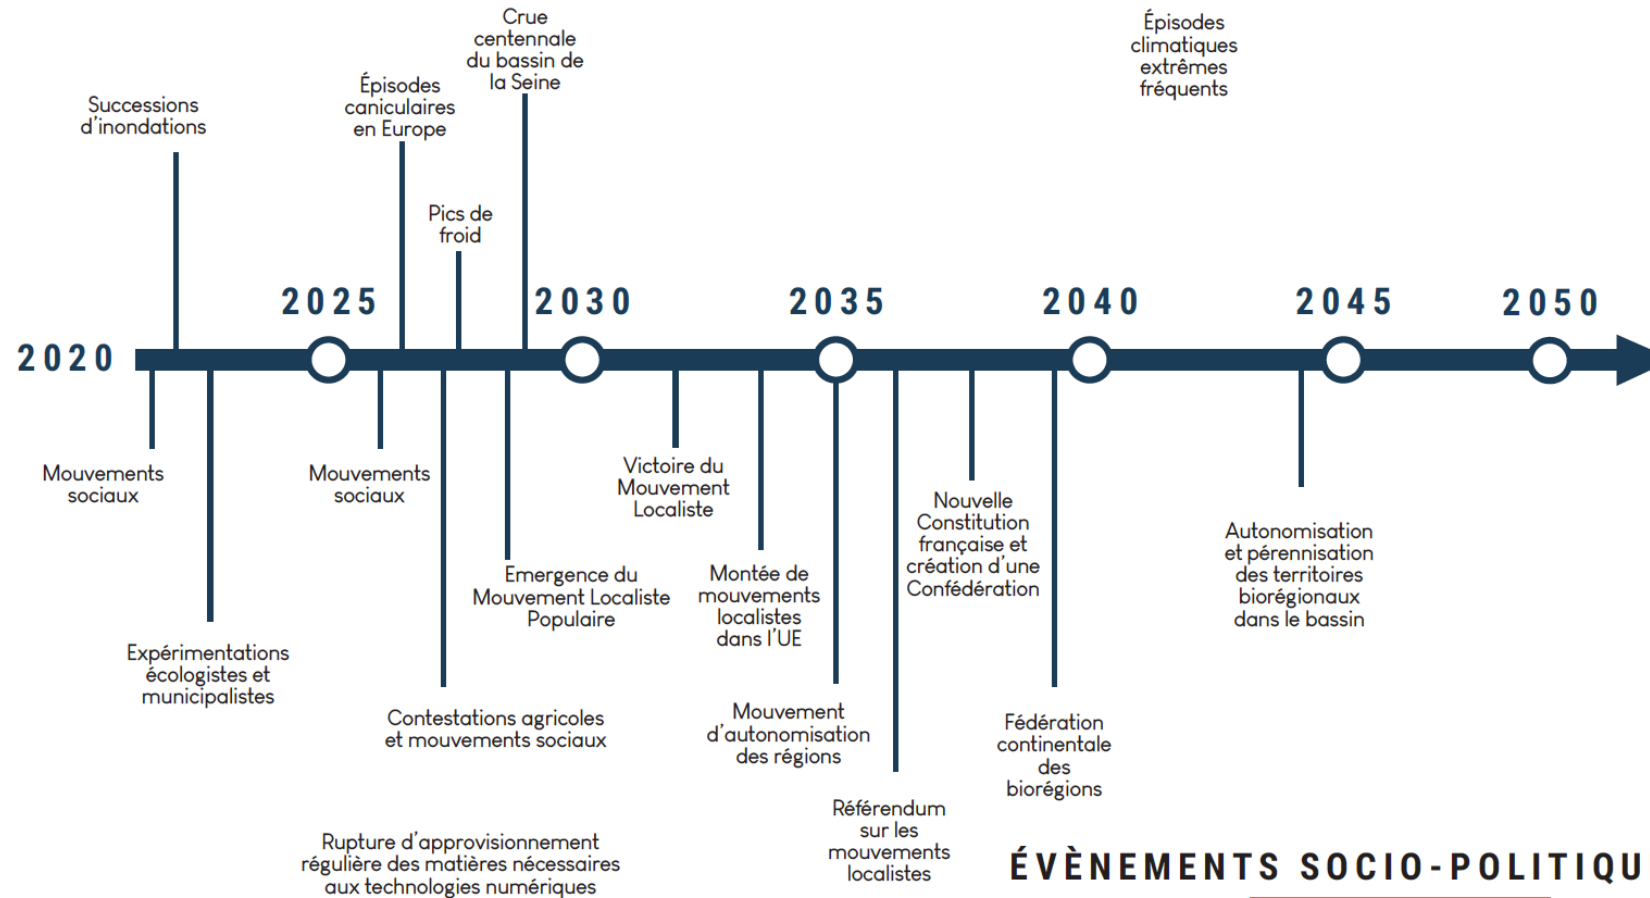 Crue
centennale
du bassin de
la Seine
Épisodes
climatiques
extrêmes
fréquents
Successions
d'inondations
Épisodes
caniculaires
en Europe
Pics de
froid
2020
2025
2030
2035
2040
2045
2050
Mouvements
sociaux
Mouvements
sociaux
Victoire du
Mouvement
Localiste
Nouvelle
Constitution
française et
création d'une
Confédération
Autonomisation
et pérennisation
des territoires
biorégionaux
dans le bassin
Emergence du
Mouvement Localiste
Populaire
Montée de
mouvements
localistes
dans l'UE
Expérimentations
écologistes et
municipalistes
Contestations agricoles
et mouvements sociaux
Mouvement
d'autonomisation
des régions
Fédération
continentale
des
biorégions
Référendum
sur les
mouvements
localistes
Rupture d'approvisionnement
régulière des matières nécessaires
aux technologies numériques
ÉVÈNEMENTS SOCIO-POLITIQU